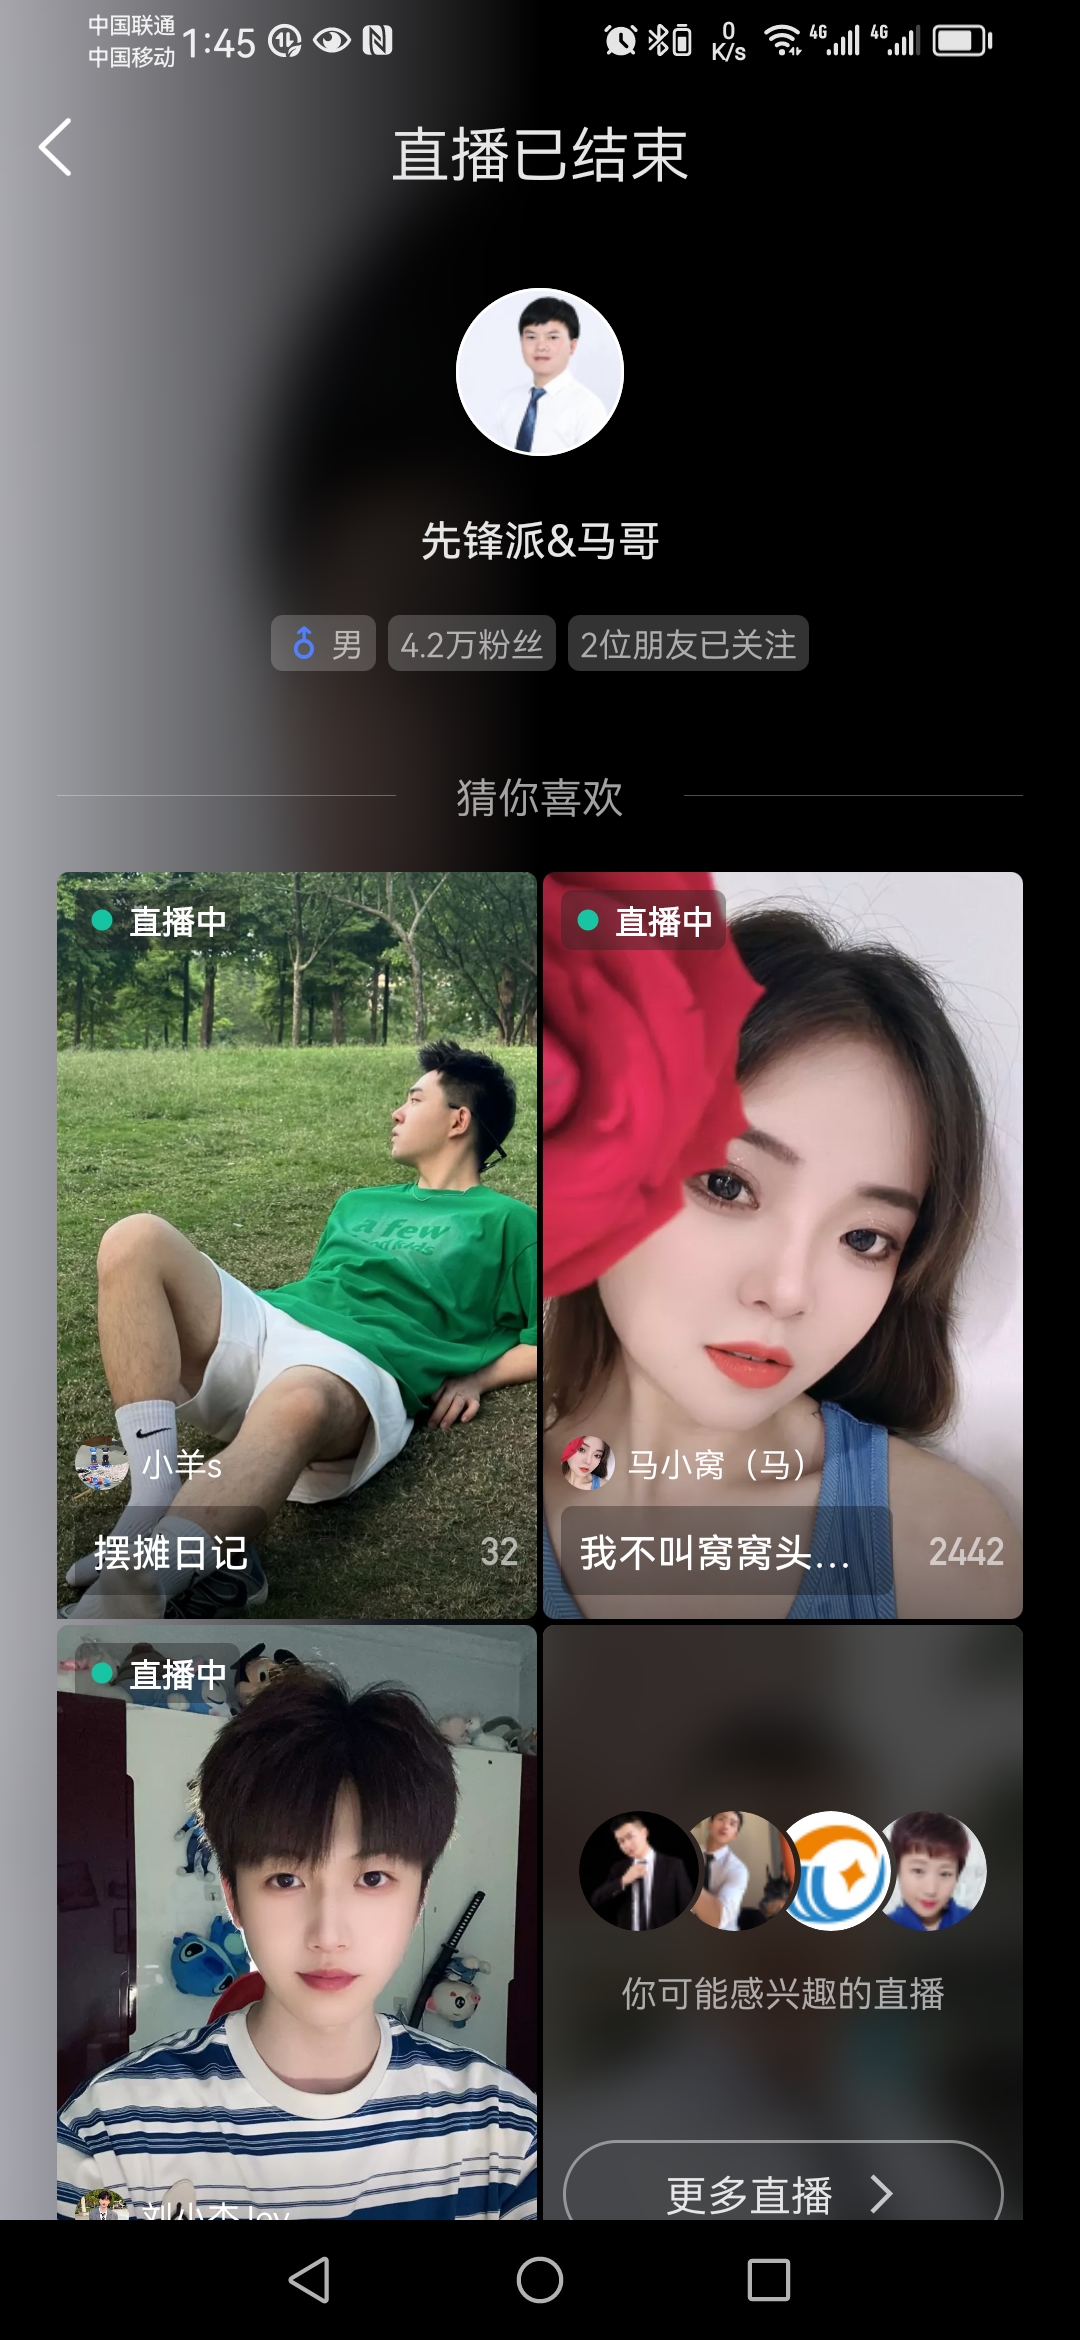 中国联通
中国移动
1:45
0
K/s
4G
4G
直播已结束
先锋派&马哥
男
4.2万粉丝
2位朋友已关注
猜你喜欢
直播中
直播中
a few
小羊s
马小窝（马）
摆摊日记
32
我不叫窝窝头...
2442
直播中
你可能感兴趣的直播
更多直播